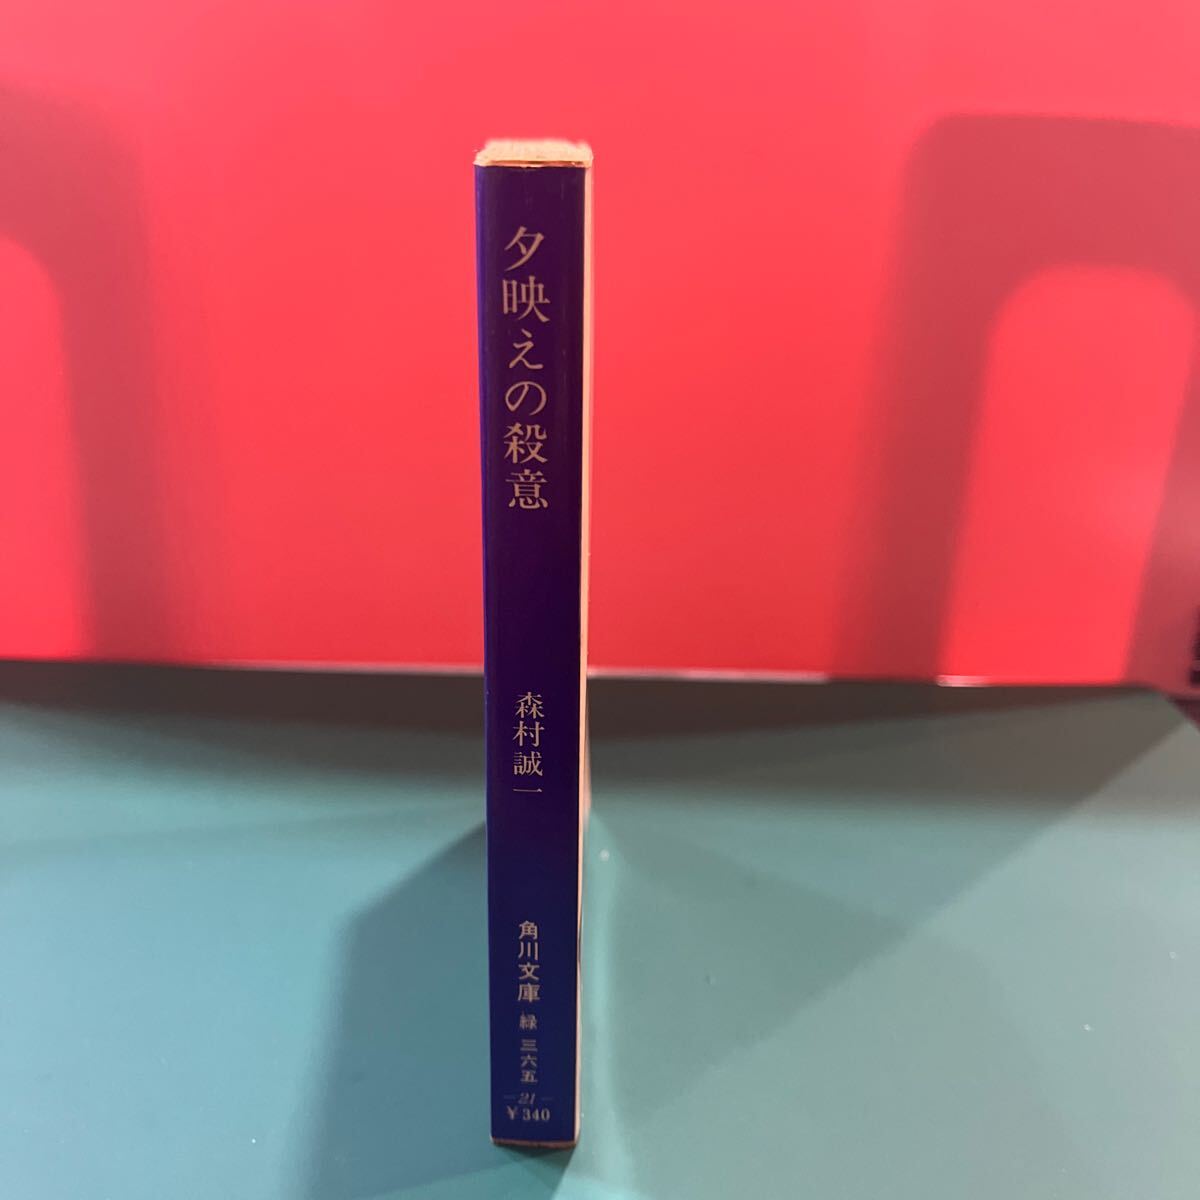 夕映えの殺意
森村誠一
角川文庫
緑 三六五
—21—
¥340